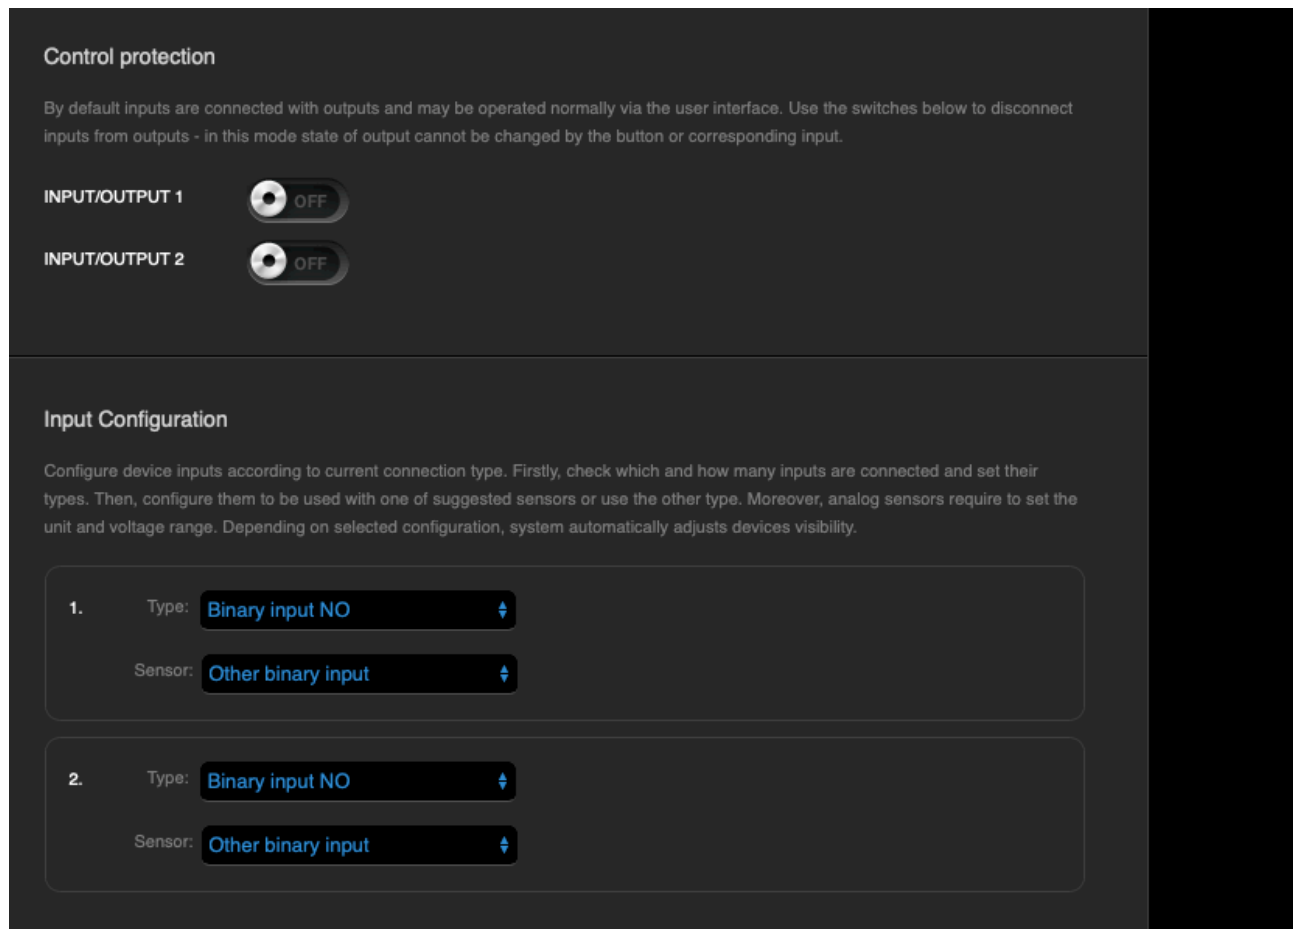 Control protection
By default inputs are connected with outputs and may be operated normally via the user interface. Use the switches below to disconnect
inputs from outputs - in this mode state of output cannot be changed by the button or corresponding input.
INPUT/OUTPUT 1 OFF
INPUT/OUTPUT 2 OFF
Input Configuration
Configure device inputs according to current connection type. Firstly, check which and how many inputs are connected and set their
types. Then, configure them to be used with one of suggested sensors or use the other type. Moreover, analog sensors require to set the
unit and voltage range. Depending on selected configuration, system automatically adjusts devices visibility.
1. Type: Binary input NO
Sensor: Other binary input
2. Type: Binary input NO
Sensor: Other binary input